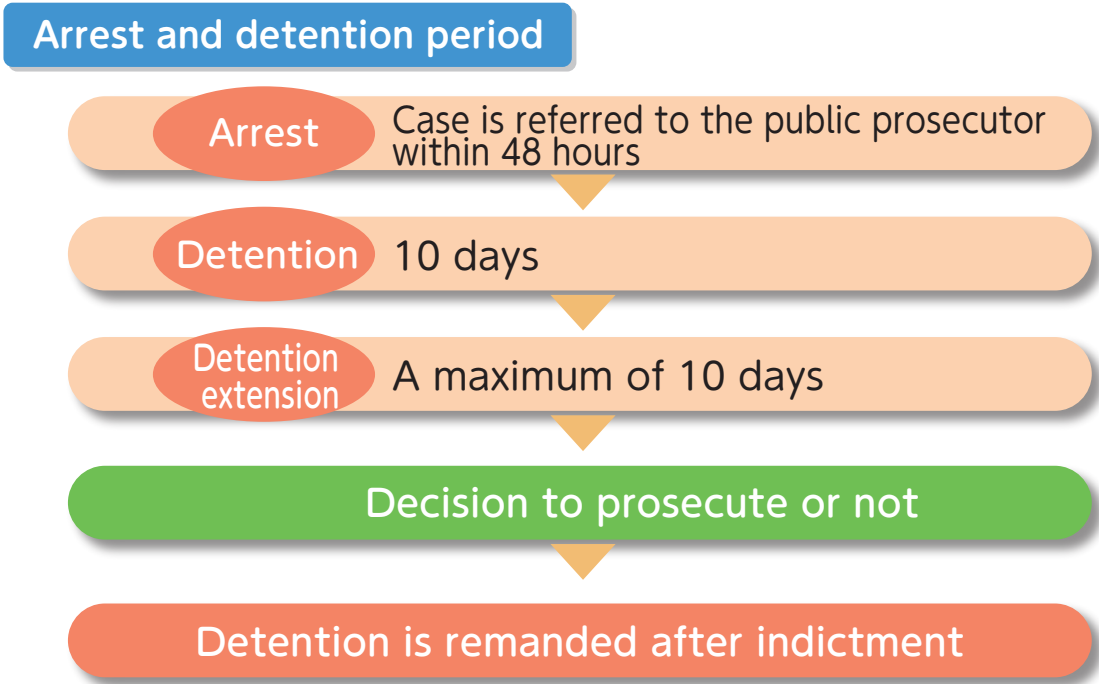 Arrest and detention period
Arrest
Case is referred to the public prosecutor
within 48 hours
Detention
10 days
Detention
extension
A maximum of 10 days
Decision to prosecute or not
Detention is remanded after indictment